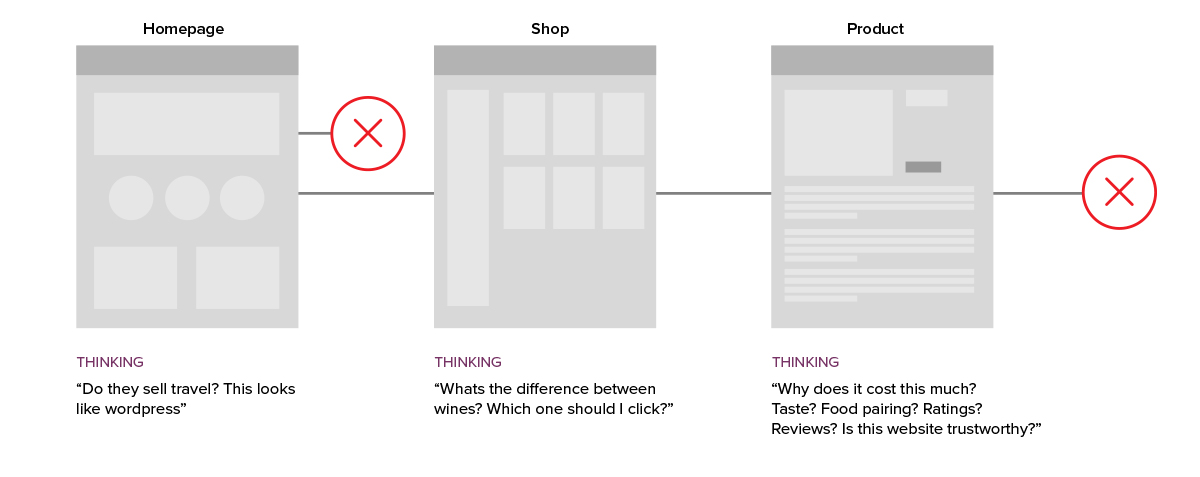 Homepage
Shop
Product
THINKING
“Do they sell travel? This looks
like wordpress”
THINKING
“Whats the difference between
wines? Which one should I click?”
THINKING
“Why does it cost this much?
Taste? Food pairing? Ratings?
Reviews? Is this website trustworthy?”